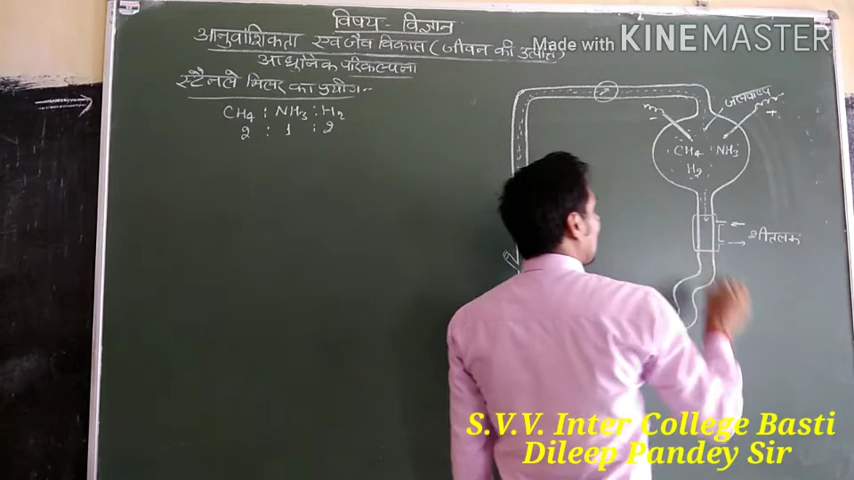 विषय - विज्ञान
आनुवांशिकता एवं जैव विकास ( जीवन की उत्पत्ति )
आधुनिक परिकल्पना
स्टैनले मिलर का प्रयोग -
CH4 : NH3 : H2
2 : 1 : 2
Made with KINEMASTER
जलवाष्प
- +
CH4 NH3
H2
शीतलक
S.V.V. Inter College Basti
Dileep Pandey Sir